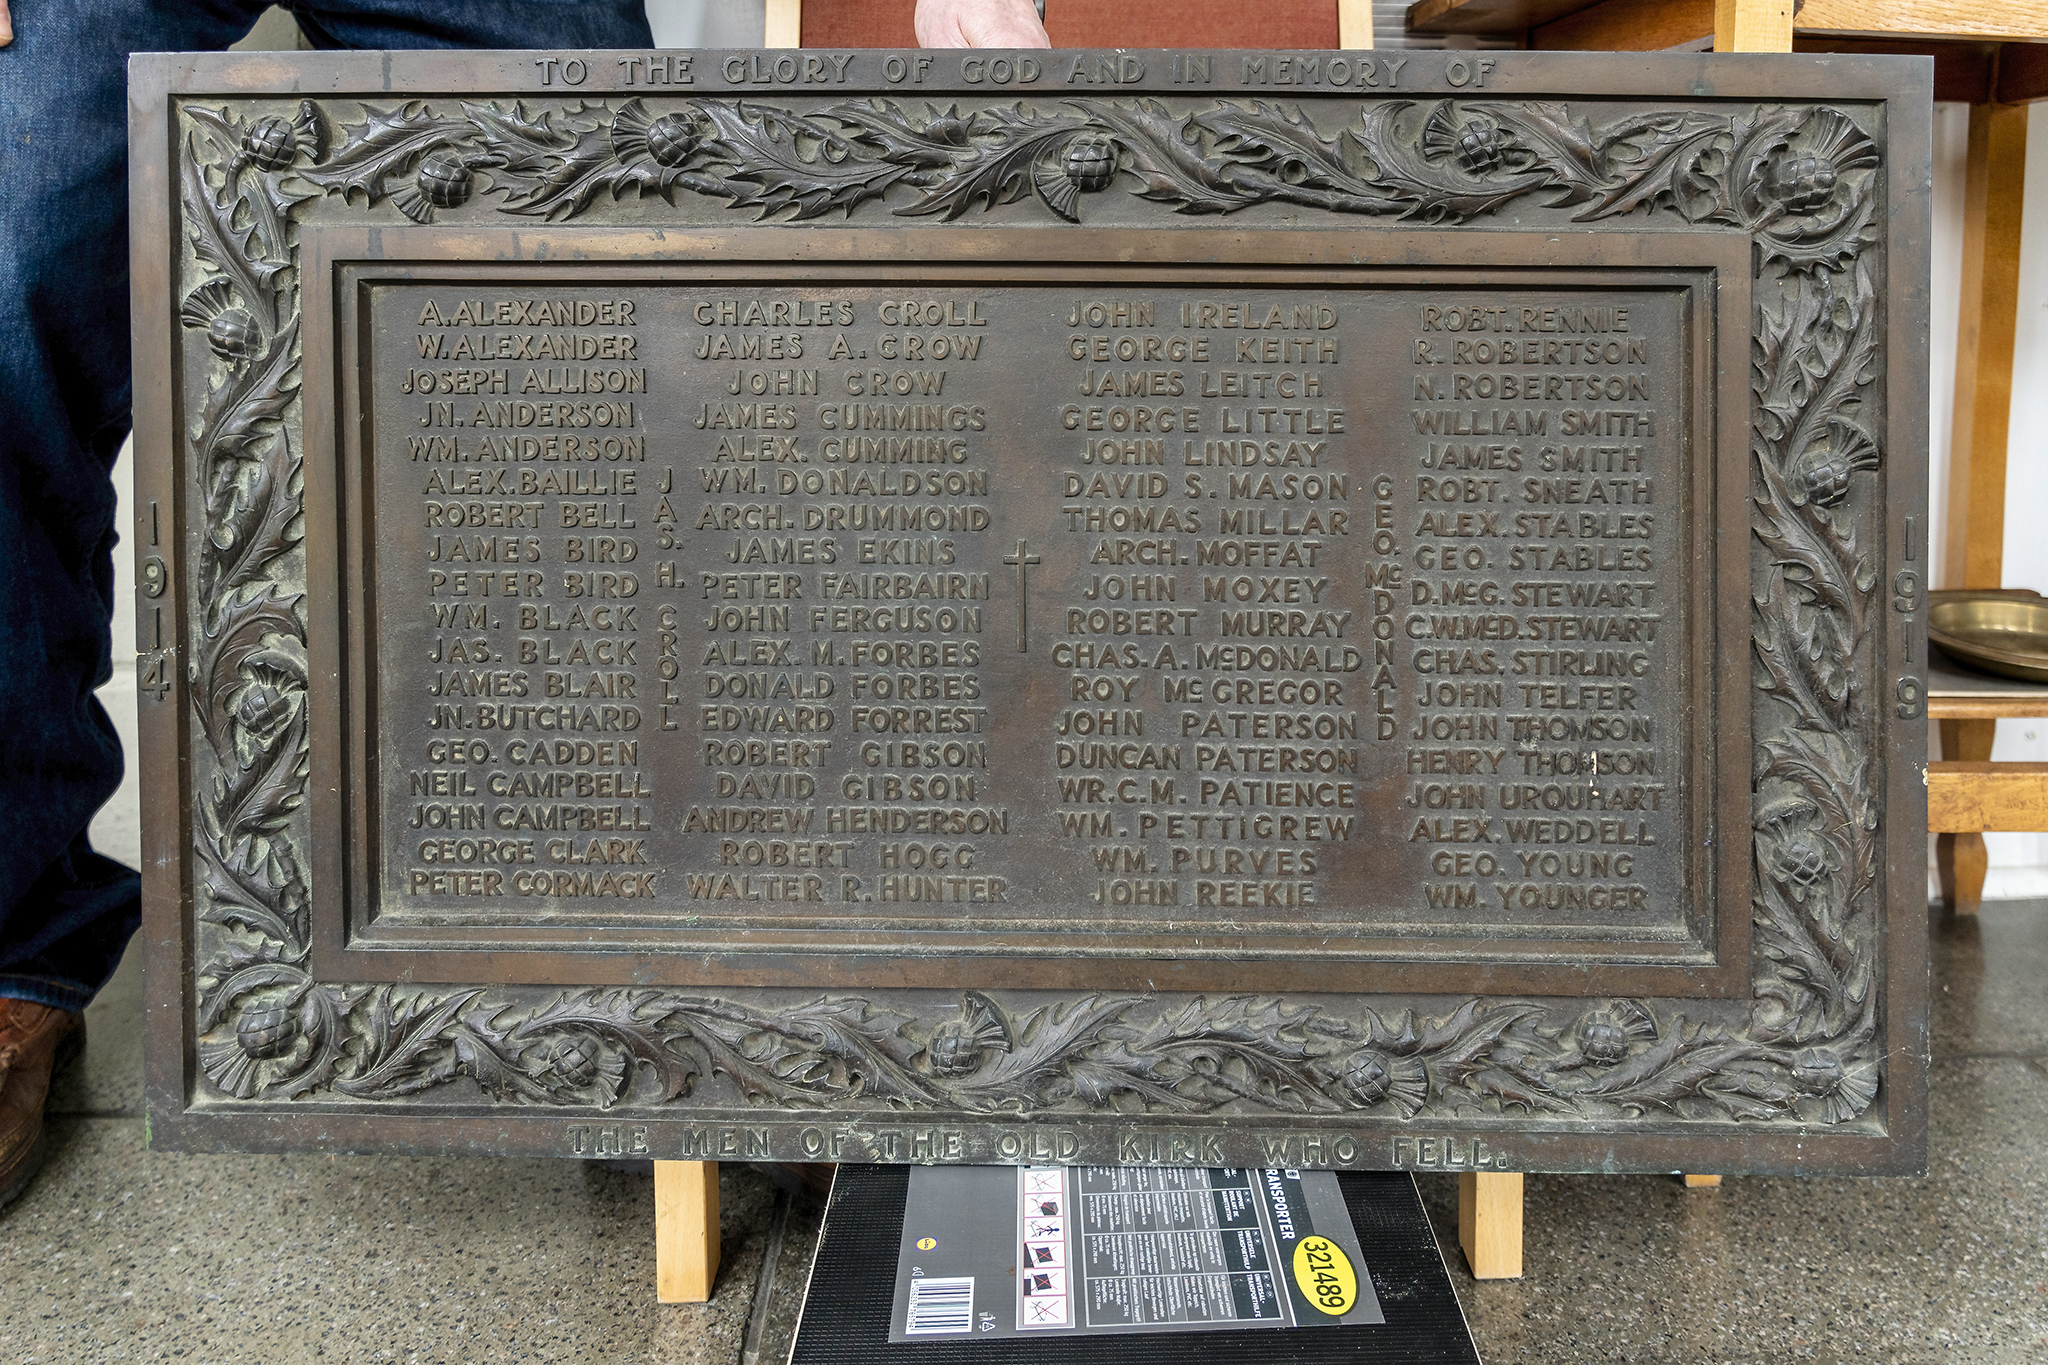 TO THE GLORY OF GOD AND IN MEMORY OF
1914
A. ALEXANDER
W. ALEXANDER
JOSEPH ALLISON
JN. ANDERSON
WM. ANDERSON
ALEX. BAILLIE
ROBERT BELL
JAMES BIRD
PETER BIRD
WM. BLACK
JAS. BLACK
JAMES BLAIR
JN. BUTCHARD
GEO. CADDEN
NEIL CAMPBELL
JOHN CAMPBELL
GEORGE CLARK
PETER CORMACK
JAS. H. CROLL
CHARLES CROLL
JAMES A. CROW
JOHN CROW
JAMES CUMMINGS
ALEX. CUMMING
WM. DONALDSON
ARCH. DRUMMOND
JAMES EKINS
PETER FAIRBAIRN
JOHN FERGUSON
ALEX. M. FORBES
DONALD FORBES
EDWARD FORREST
ROBERT GIBSON
DAVID GIBSON
ANDREW HENDERSON
ROBERT HOGG
WALTER R. HUNTER
JOHN IRELAND
GEORGE KEITH
JAMES LEITCH
GEORGE LITTLE
JOHN LINDSAY
DAVID S. MASON
THOMAS MILLAR
ARCH. MOFFAT
JOHN MOXEY
ROBERT MURRAY
CHAS. A. McDONALD
ROY McGREGOR
JOHN PATERSON
DUNCAN PATERSON
WR. C. M. PATIENCE
WM. PETTIGREW
WM. PURVES
JOHN REEKIE
GEO. McDONALD
ROBT. RENNIE
R. ROBERTSON
N. ROBERTSON
WILLIAM SMITH
JAMES SMITH
ROBT. SNEATH
ALEX. STABLES
GEO. STABLES
D. McG. STEWART
C. W. McD. STEWART
CHAS. STIRLING
JOHN TELFER
JOHN THOMSON
HENRY THOMSON
JOHN URQUHART
ALEX. WEDDELL
GEO. YOUNG
WM. YOUNGER
1919
THE MEN OF THE OLD KIRK WHO FELL.
RANSPORTER
321489